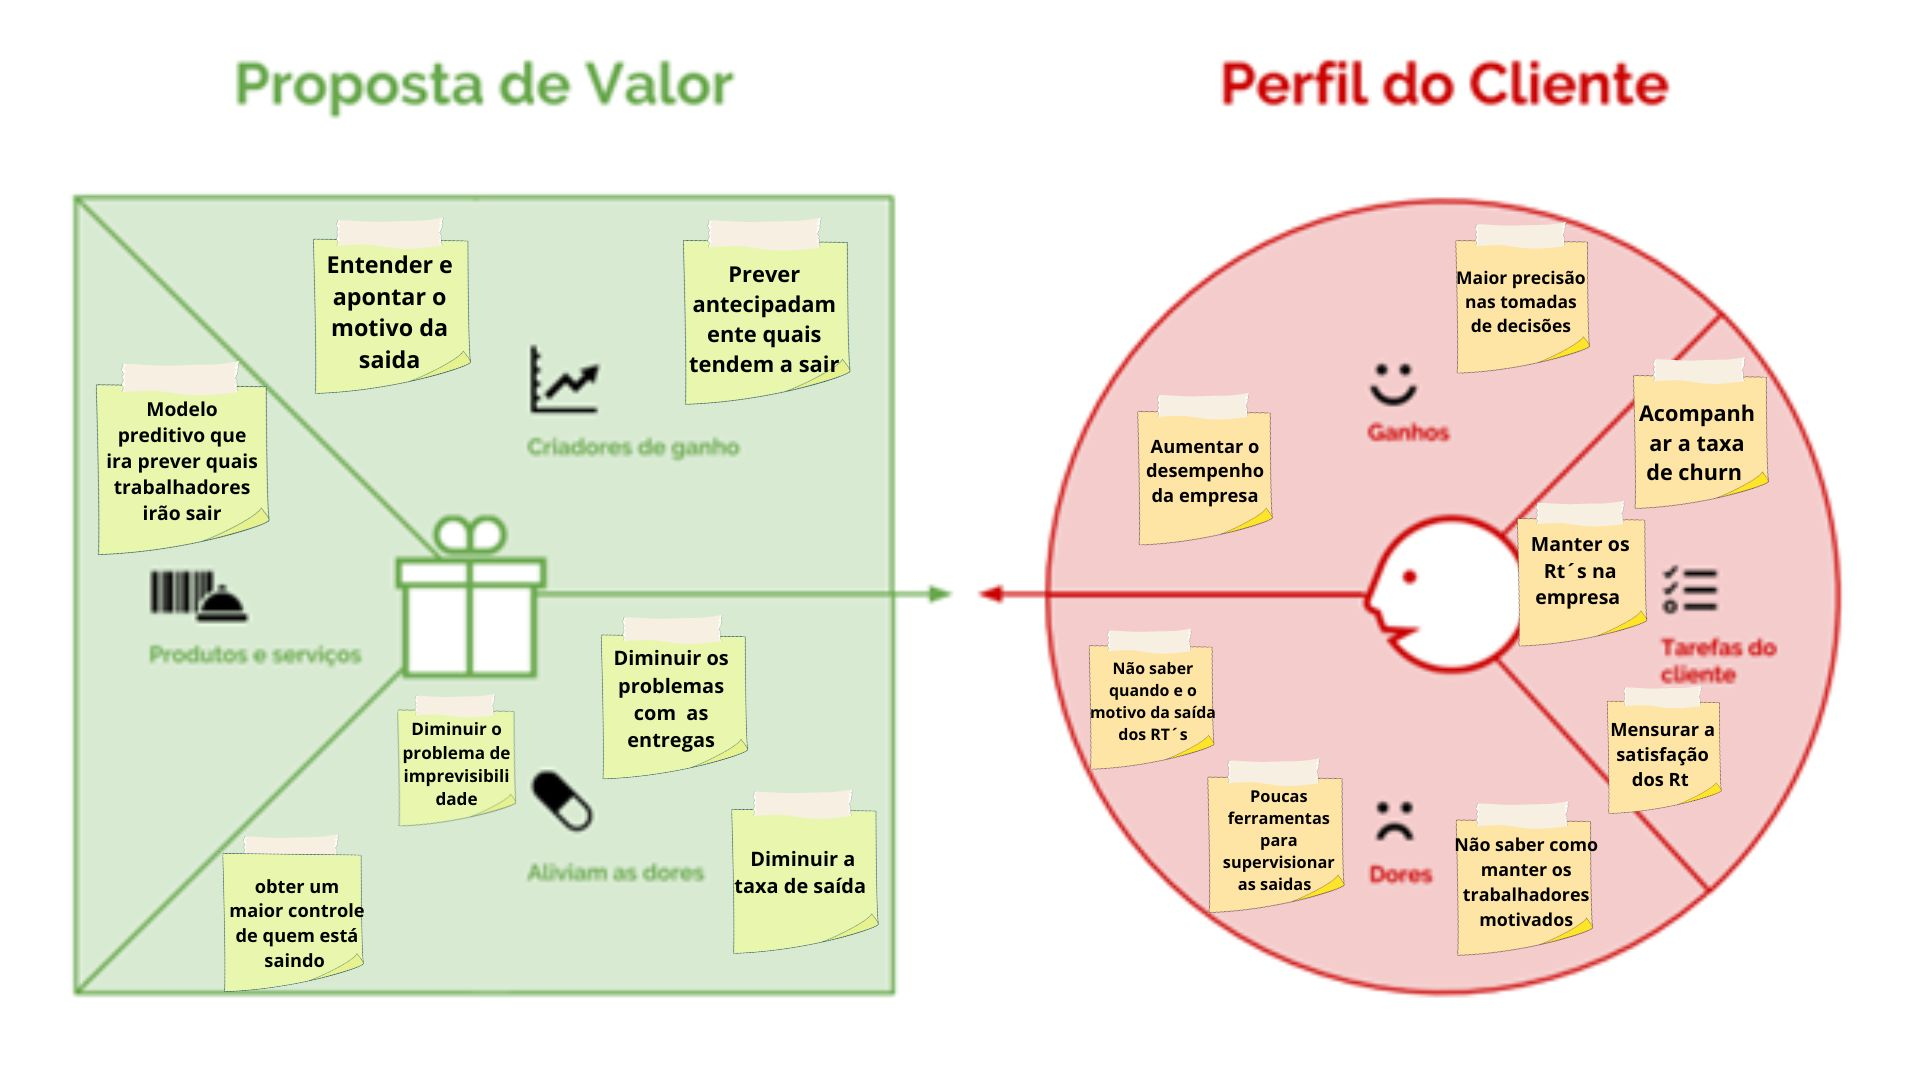 Proposta de Valor
Entender e
apontar o
motivo da
saida
Prever
antecipadam
ente quais
tendem a sair
Criadores de ganho
Modelo
preditivo que
ira prever quais
trabalhadores
irão sair
Produtos e serviços
Diminuir os
problemas
com as
entregas
Diminuir o
problema de
imprevisibili
dade
Aliviam as dores
Diminuir a
taxa de saída
obter um
maior controle
de quem está
saindo
Perfil do Cliente
Maior precisão
nas tomadas
de decisões
Ganhos
Aumentar o
desempenho
da empresa
Acompanh
ar a taxa
de churn
Manter os
Rt´s na
empresa
Tarefas do
cliente
Mensurar a
satisfação
dos Rt
Não saber
quando e o
motivo da saída
dos RT´s
Poucas
ferramentas
para
supervisionar
as saidas
Dores
Não saber como
manter os
trabalhadores
motivados